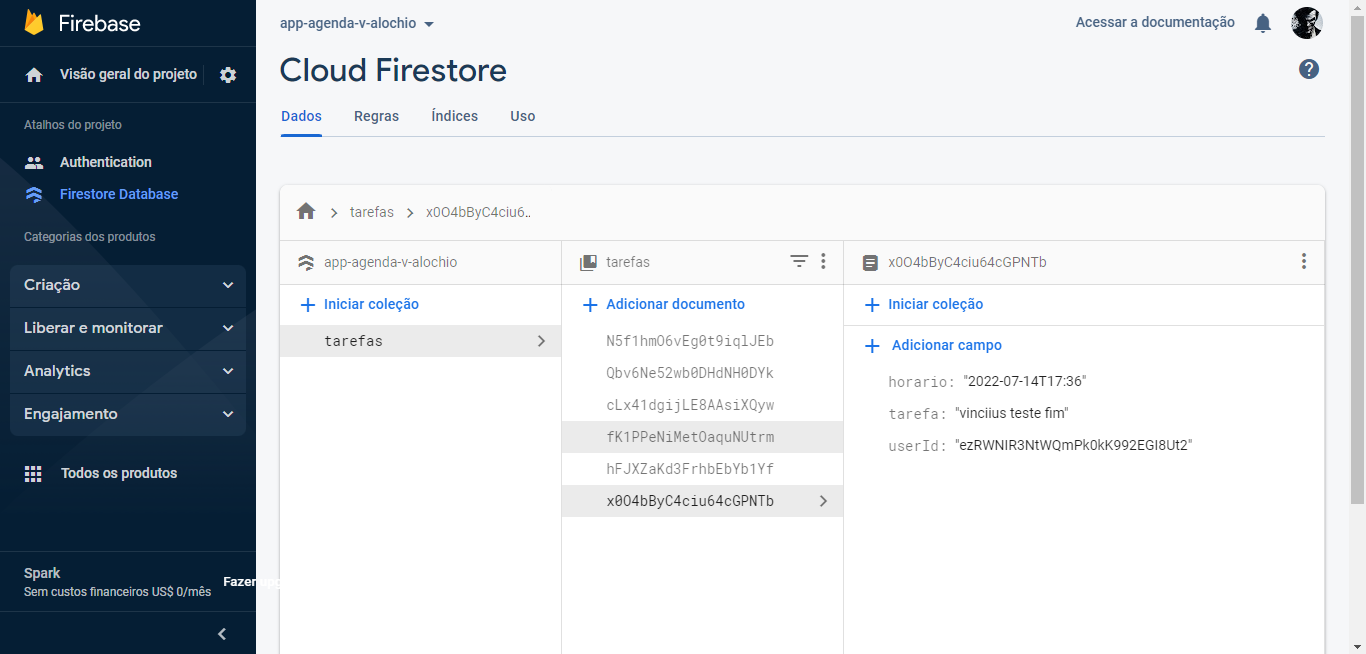 Firebase
Visão geral do projeto
Atalhos do projeto
Authentication
Firestore Database
Categorias dos produtos
Criação
Liberar e monitorar
Analytics
Engajamento
Todos os produtos
Spark
Sem custos financeiros US$ 0/mês
Fazer upg
app-agenda-v-alochio
Acessar a documentação
Cloud Firestore
Dados Regras Índices Uso
tarefas > x0O4bByC4ciu6..
app-agenda-v-alochio
Iniciar coleção
tarefas
tarefas
Adicionar documento
N5f1hmO6vEg0t9iqlJEb
Qbv6Ne52wb0DHdNH0DYk
cLx41dgijLE8AAsiXQyw
fK1PPeNiMetOaquNUtrm
hFJXZaKd3FrhbEbYb1Yf
x0O4bByC4ciu64cGPNTb
x0O4bByC4ciu64cGPNTb
Iniciar coleção
Adicionar campo
horario: "2022-07-14T17:36"
tarefa: "vinciius teste fim"
userId: "ezRWNIR3NtWQmPk0kK992EGI8Ut2"